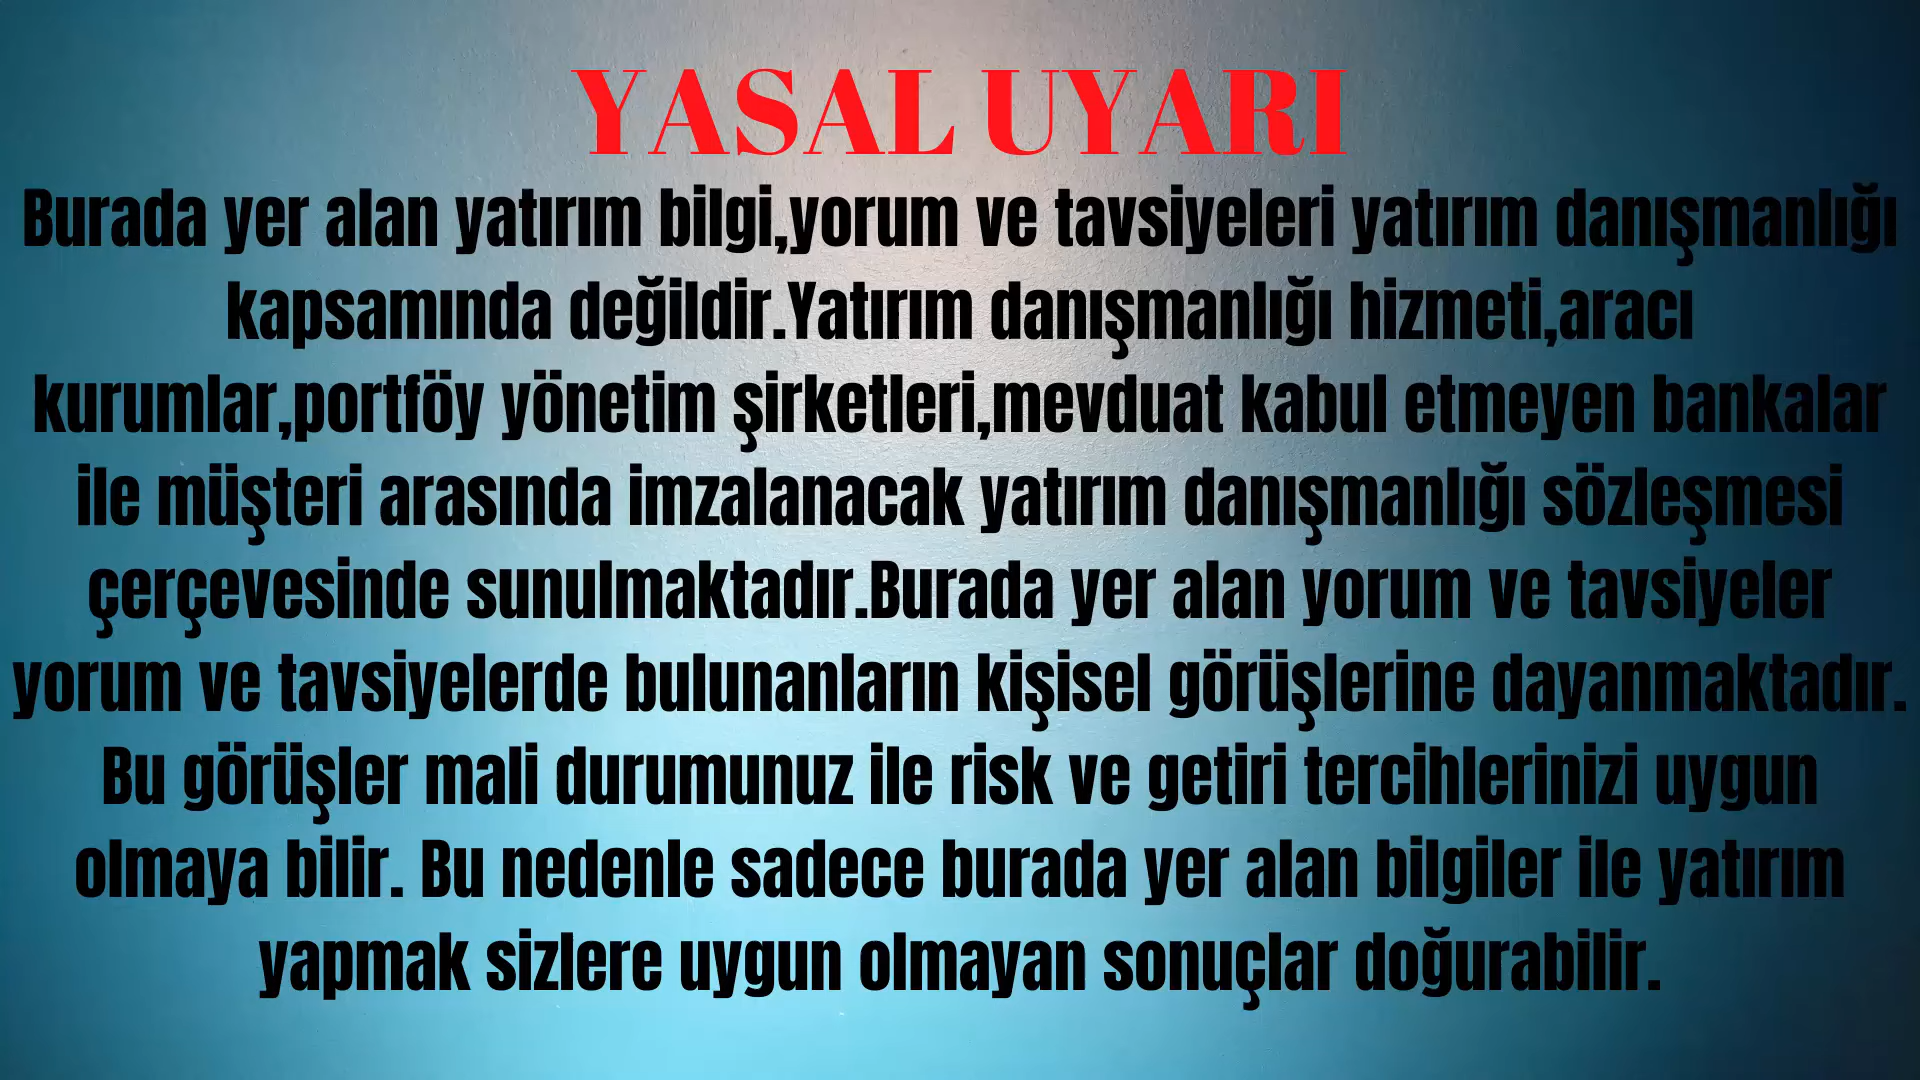 YASAL UYARI
Burada yer alan yatırım bilgi,yorum ve tavsiyeleri yatırım danışmanlığı
kapsamında değildir.Yatırım danışmanlığı hizmeti,aracı
kurumlar,portföy yönetim şirketleri,mevduat kabul etmeyen bankalar
ile müşteri arasında imzalanacak yatırım danışmanlığı sözleşmesi
çerçevesinde sunulmaktadır.Burada yer alan yorum ve tavsiyeler
yorum ve tavsiyelerde bulunanların kişisel görüşlerine dayanmaktadır.
Bu görüşler mali durumunuz ile risk ve getiri tercihlerinizi uygun
olmaya bilir. Bu nedenle sadece burada yer alan bilgiler ile yatırım
yapmak sizlere uygun olmayan sonuçlar doğurabilir.